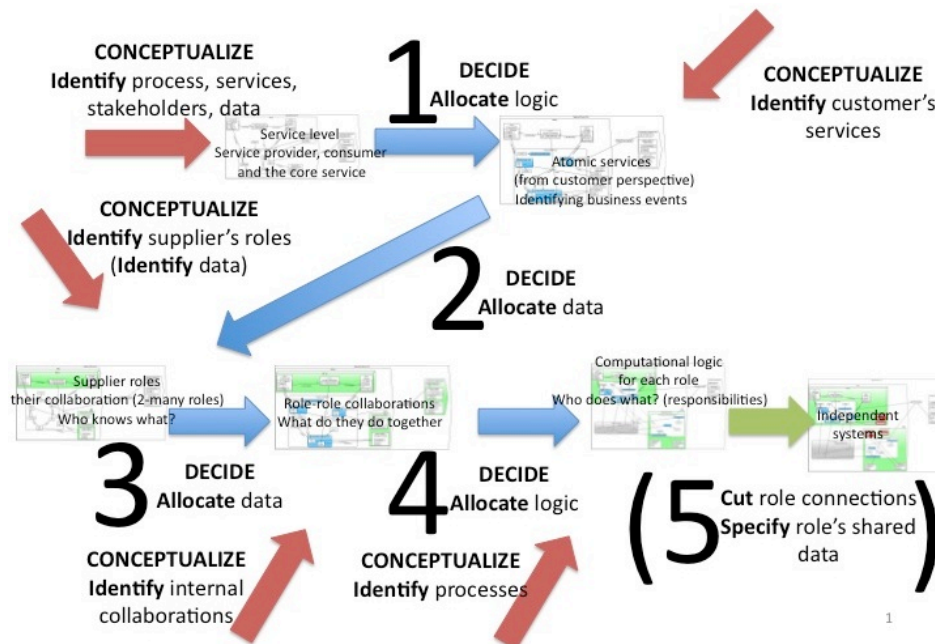 CONCEPTUALIZE
Identify process, services,
stakeholders, data
1
DECIDE
Allocate logic
CONCEPTUALIZE
Identify customer's
services
Service level
Service provider, consumer
and the core service
Atomic services
(from customer perspective)
Identifying business events
CONCEPTUALIZE
Identify supplier's roles
(Identify data)
2
DECIDE
Allocate data
Supplier roles
their collaboration (2-many roles)
Who knows what?
Role-role collaborations
What do they do together
Computational logic
for each role
Who does what? (responsibilities)
Independent
systems
3
DECIDE
Allocate data
4
DECIDE
Allocate logic
(5
Cut role connections
Specify role's shared
data
)
CONCEPTUALIZE
Identify internal
collaborations
CONCEPTUALIZE
Identify processes
1